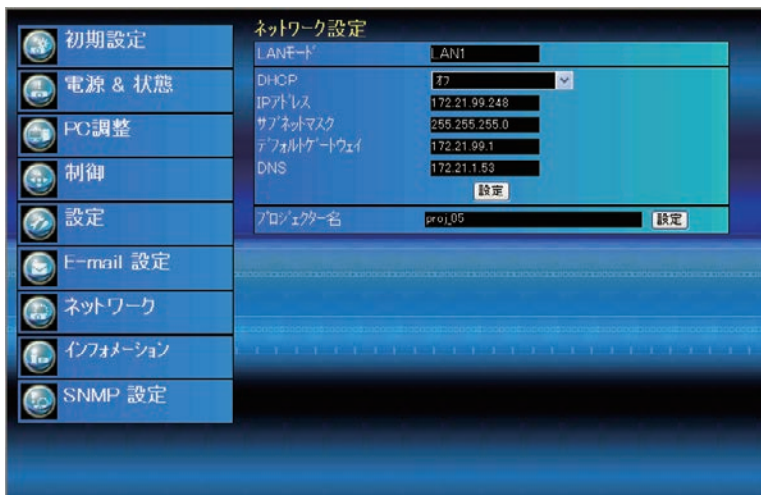 初期設定
電源 & 状態
PC調整
制御
設定
E-mail 設定
ネットワーク
インフォメーション
SNMP 設定
ネットワーク設定
LANモード LAN1
DHCP オフ
IPアドレス 172.21.99.248
サブネットマスク 255.255.255.0
デフォルトゲートウェイ 172.21.99.1
DNS 172.21.1.53
設定
プロジェクター名 proj_05 設定